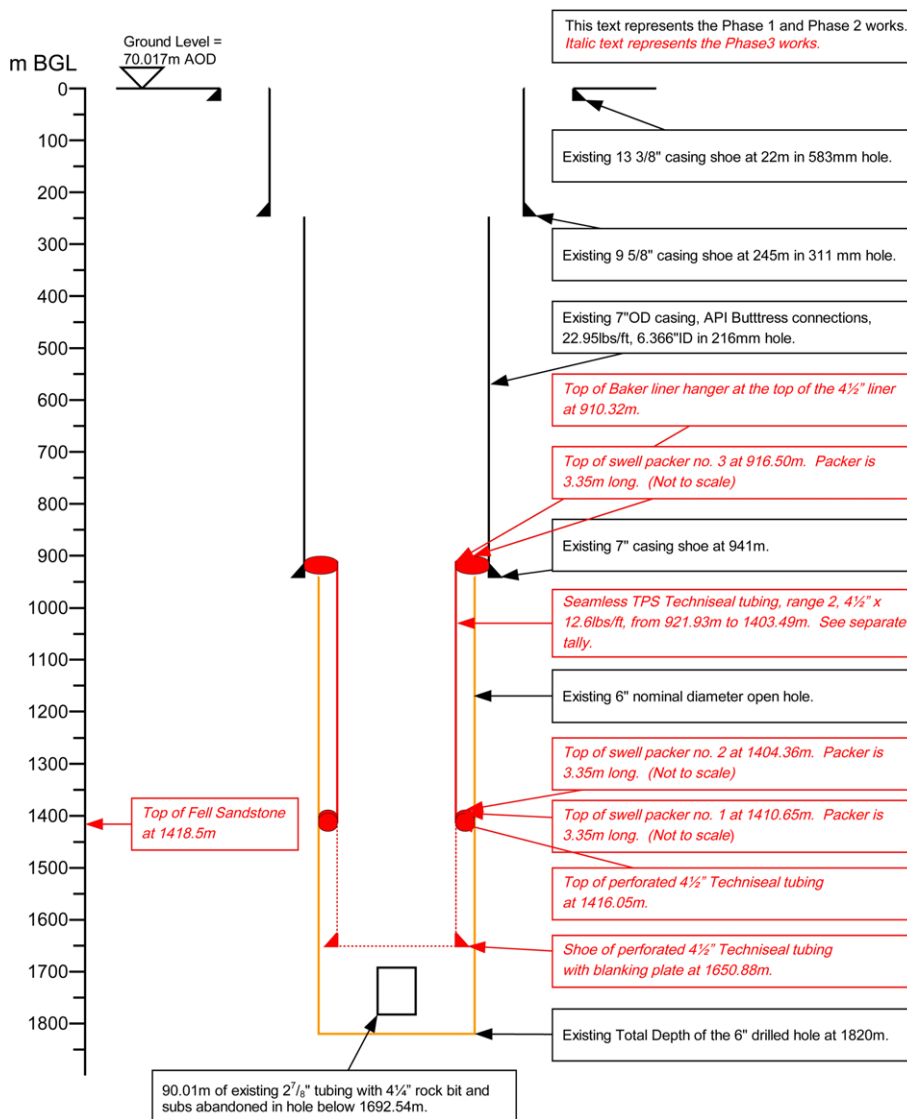 This text represents the Phase 1 and Phase 2 works.
Italic text represents the Phase3 works.
Ground Level =
70.017m AOD
m BGL
0
100
200
300
400
500
600
700
800
900
1000
1100
1200
1300
1400
1500
1600
1700
1800
Existing 13 3/8" casing shoe at 22m in 583mm hole.
Existing 9 5/8" casing shoe at 245m in 311 mm hole.
Existing 7"OD casing, API Butttress connections,
22.95lbs/ft, 6.366"ID in 216mm hole.
Top of Baker liner hanger at the top of the 4½" liner
at 910.32m.
Top of swell packer no. 3 at 916.50m. Packer is
3.35m long. (Not to scale)
Existing 7" casing shoe at 941m.
Seamless TPS Techniseal tubing, range 2, 4½" x
12.6lbs/ft, from 921.93m to 1403.49m. See separate
tally.
Existing 6" nominal diameter open hole.
Top of swell packer no. 2 at 1404.36m. Packer is
3.35m long. (Not to scale)
Top of Fell Sandstone
at 1418.5m
Top of swell packer no. 1 at 1410.65m. Packer is
3.35m long. (Not to scale)
Top of perforated 4½" Techniseal tubing
at 1416.05m.
Shoe of perforated 4½" Techniseal tubing
with blanking plate at 1650.88m.
Existing Total Depth of the 6" drilled hole at 1820m.
90.01m of existing 2⁷/₈" tubing with 4¼" rock bit and
subs abandoned in hole below 1692.54m.